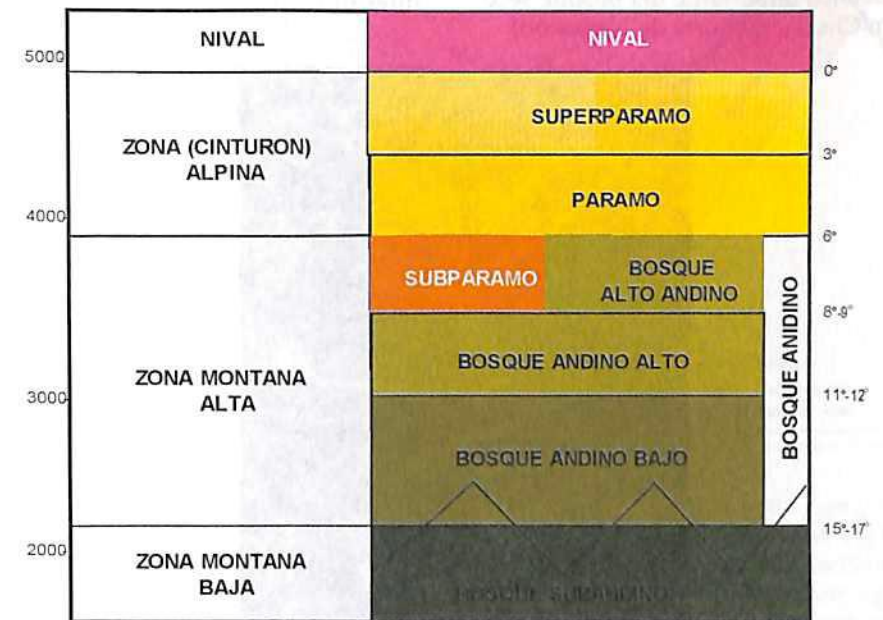 5000
NIVAL
NIVAL
0°
SUPERPARAMO
ZONA (CINTURON)
ALPINA
3°
PARAMO
4000
6°
SUBPARAMO
BOSQUE
ALTO ANDINO
8°-9°
BOSQUE ANIDINO
BOSQUE ANDINO ALTO
ZONA MONTANA
ALTA
3000
11°-12°
BOSQUE ANDINO BAJO
15°-17°
2000
ZONA MONTANA
BAJA
BOSQUE SUBANDINO